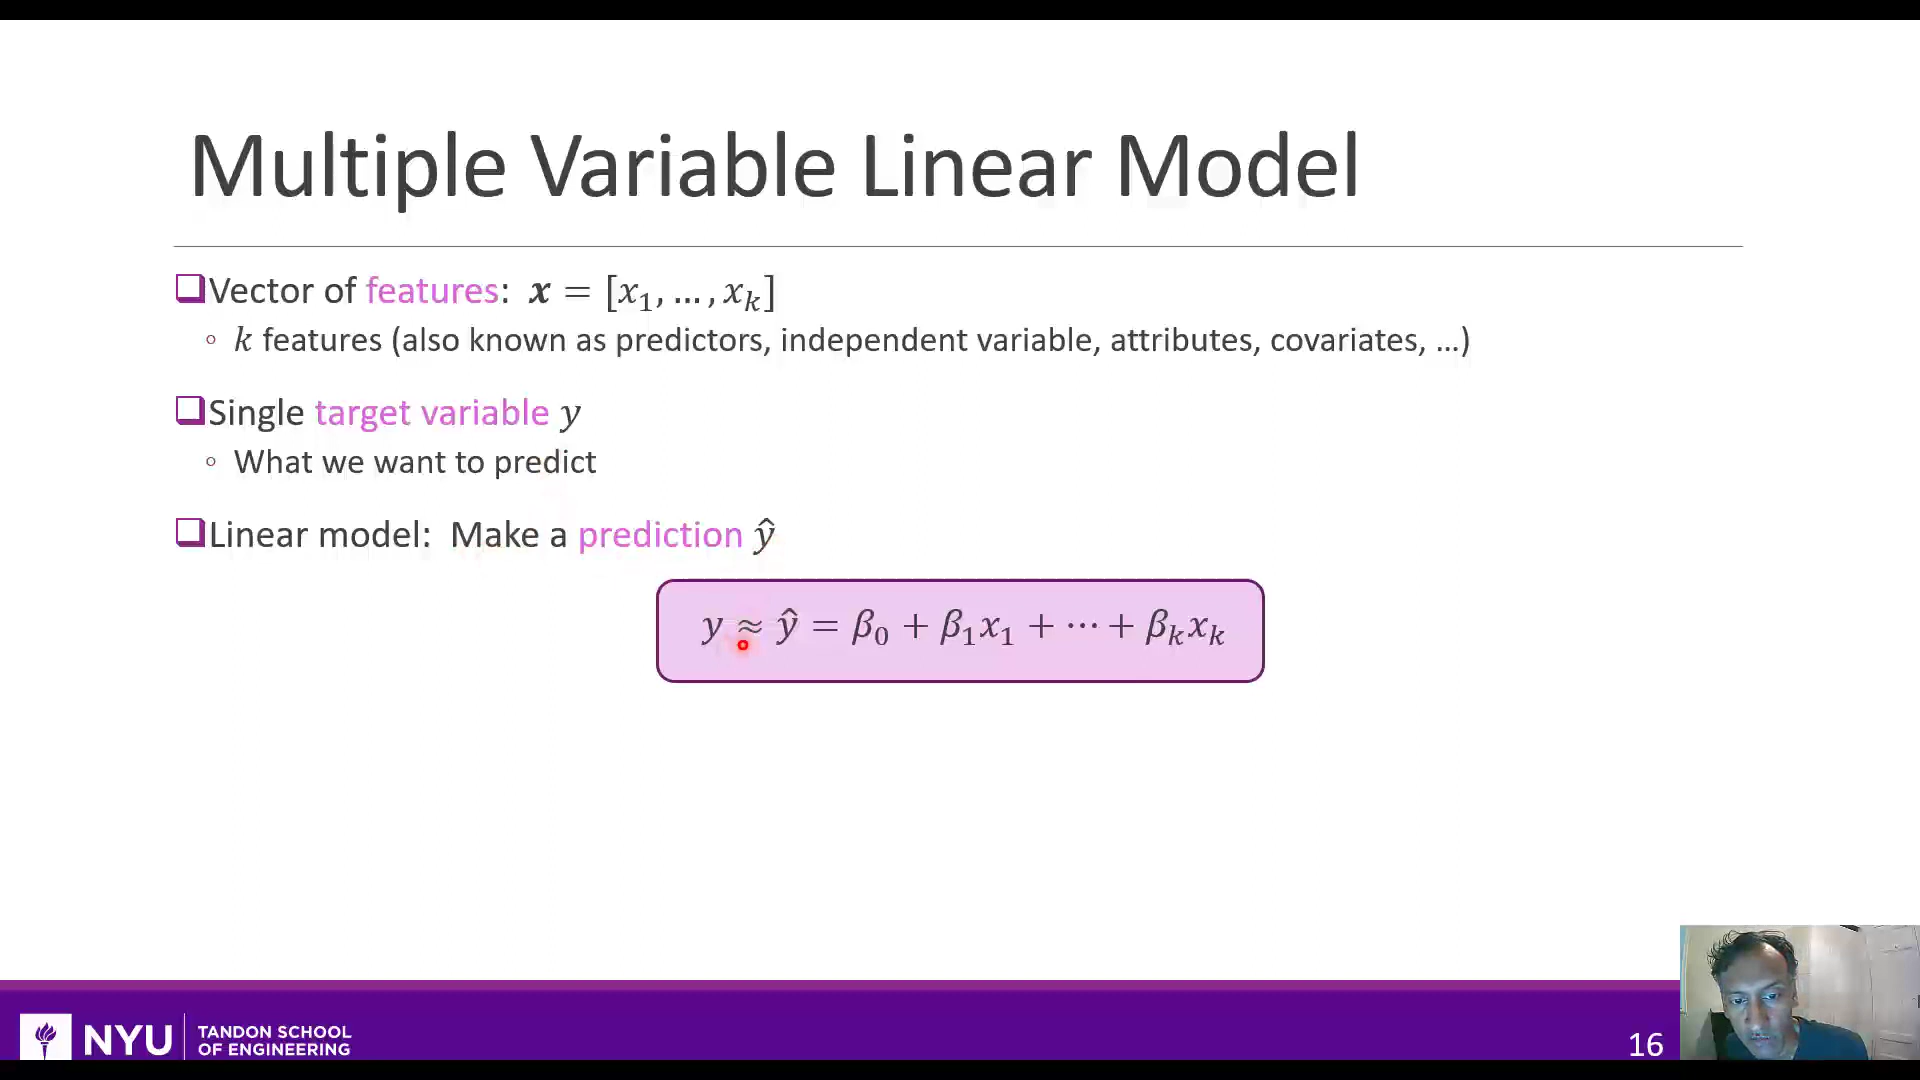 Multiple Variable Linear Model
Vector of features: 𝒙 = [x₁, … , xₖ]
k features (also known as predictors, independent variable, attributes, covariates, …)
Single target variable y
What we want to predict
Linear model: Make a prediction ŷ
y ≈ ŷ = β₀ + β₁x₁ + ⋯ + βₖxₖ
NYU
TANDON SCHOOL
OF ENGINEERING
16